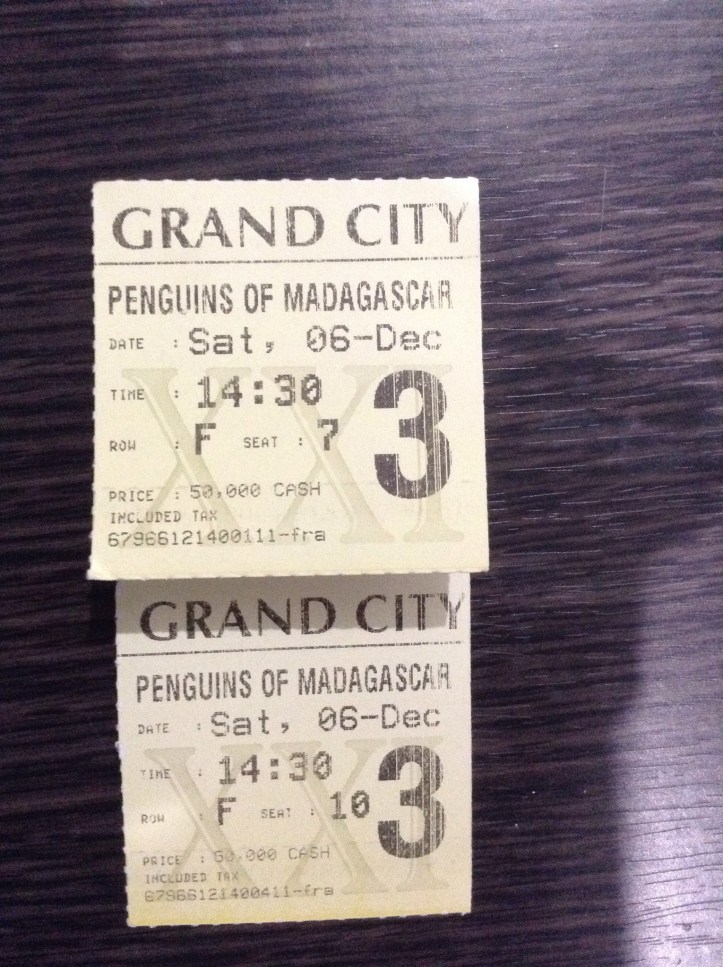 GRAND CITY
PENGUINS OF MADAGASCAR
DATE : Sat, 06-Dec
TIME : 14:30
3
ROW : F SEAT : 7
PRICE : 50,000 CASH
INCLUDED TAX
67966121400111-fra
XXI
GRAND CITY
PENGUINS OF MADAGASCAR
DATE : Sat, 06-Dec
TIME : 14:30
3
ROW : F SEAT : 10
PRICE : 50,000 CASH
INCLUDED TAX
67966121400411-fra
XXI